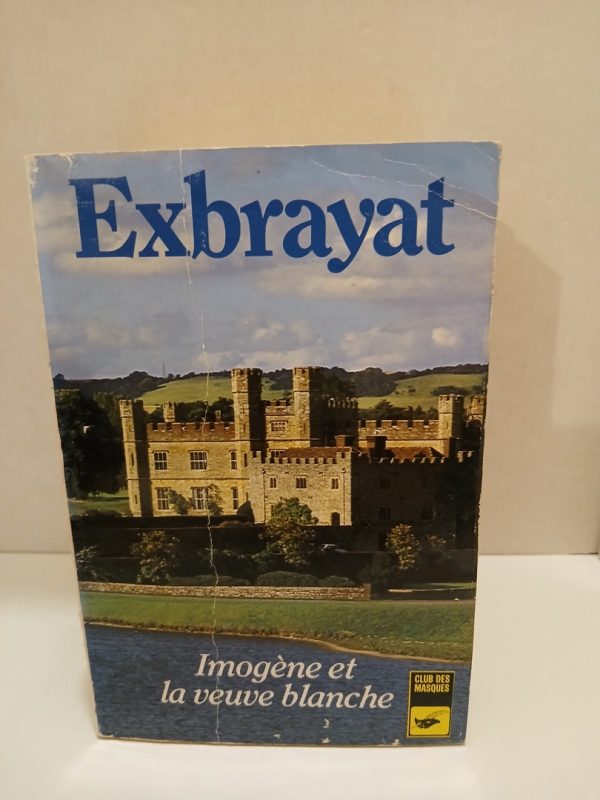 Exbrayat
Imogène et
la veuve blanche
CLUB DES
MASQUES